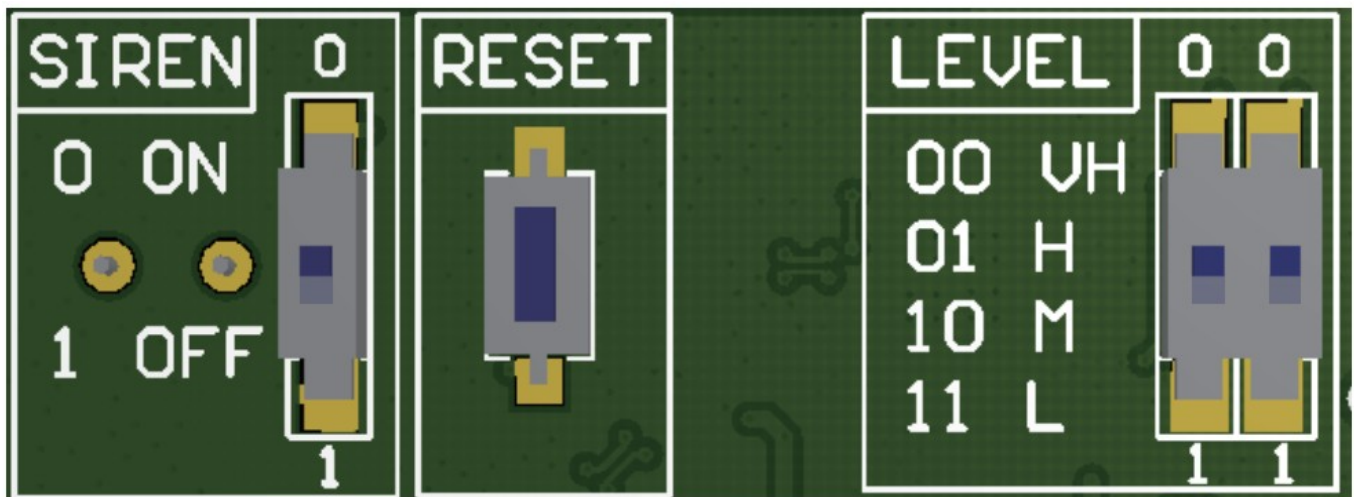 SIREN 0
0 ON
1 OFF
1
RESET
LEVEL 0 0
00 VH
01 H
10 M
11 L
1 1